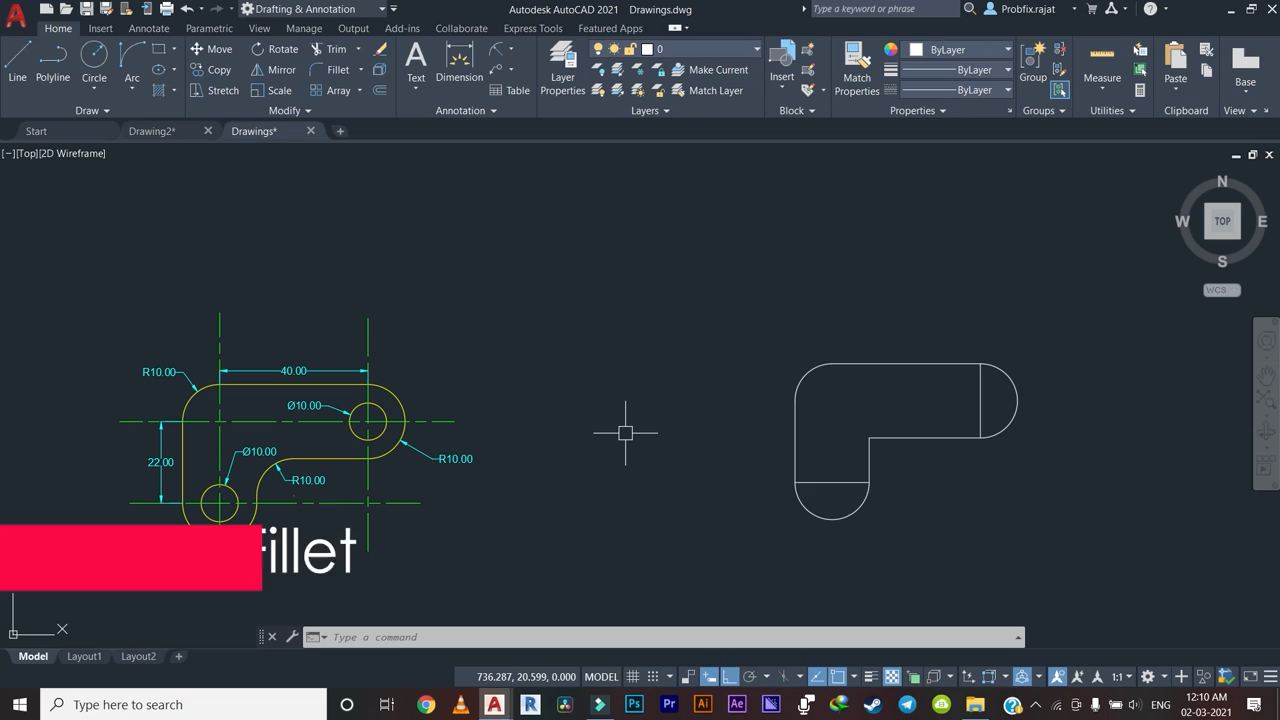 Drafting & Annotation
Autodesk AutoCAD 2021 Drawings.dwg
Type a keyword or phrase
Probfix.rajat
Home Insert Annotate Parametric View Manage Output Add-ins Collaborate Express Tools Featured Apps
Line Polyline Circle Arc
Move Rotate Trim
Copy Mirror Fillet
Stretch Scale Array
Text Dimension Table
Layer Properties
0
Make Current
Match Layer
Insert
Match Properties
ByLayer
ByLayer
ByLayer
Group
Measure
Paste
Base
Draw Modify Annotation Layers Block Properties Groups Utilities Clipboard View
Start Drawing2* Drawings*
[−][Top][2D Wireframe]
N
W TOP E
S
WCS
R10.00
40.00
Ø10.00
Ø10.00
R10.00
22.00
R10.00
Fillet
X
Type a command
Model Layout1 Layout2
736.287, 20.599, 0.000 MODEL
1:1
Type here to search
ENG
12:10 AM
02-03-2021